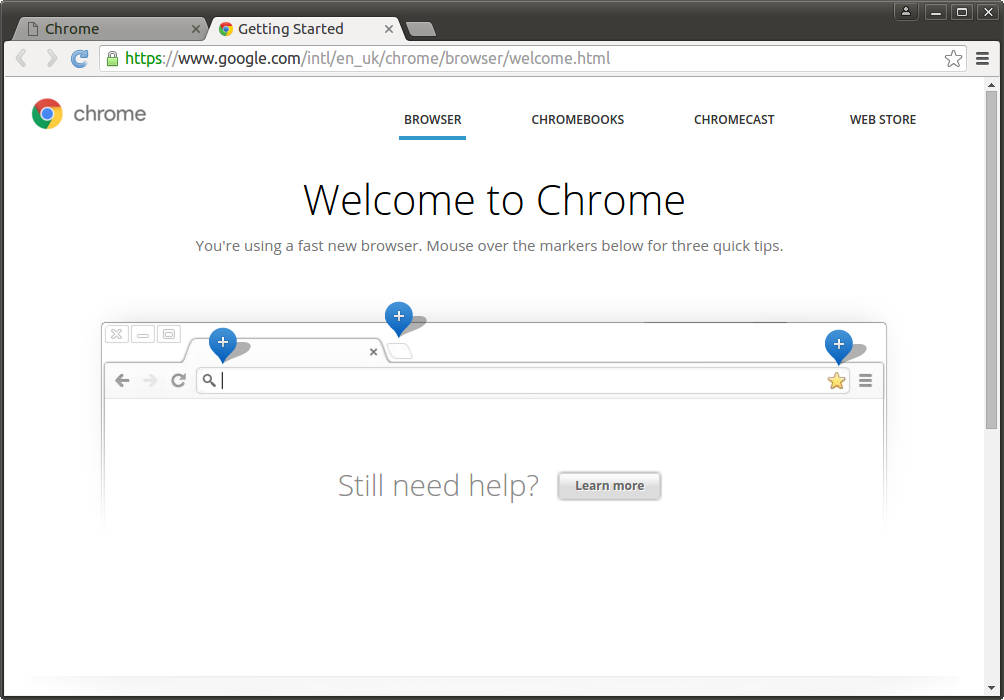 Chrome
Getting Started
https://www.google.com/intl/en_uk/chrome/browser/welcome.html
chrome
BROWSER CHROMEBOOKS CHROMECAST WEB STORE
Welcome to Chrome
You're using a fast new browser. Mouse over the markers below for three quick tips.
Still need help?
Learn more